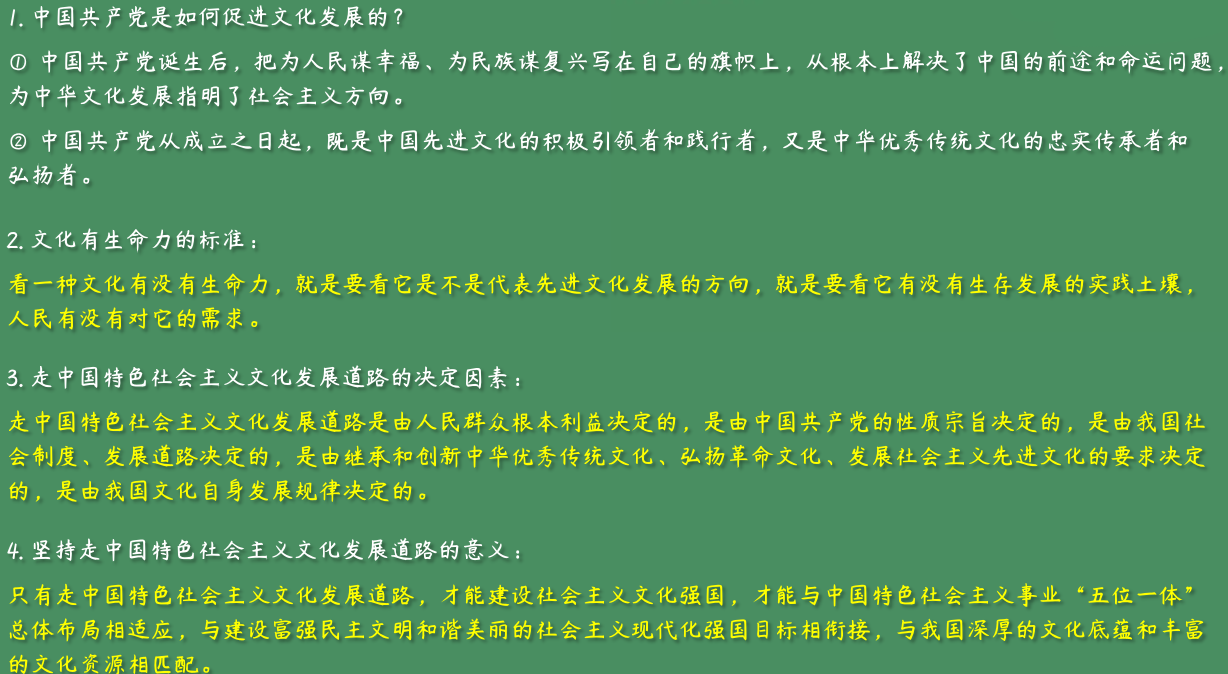 1. 中国共产党是如何促进文化发展的？
① 中国共产党诞生后，把为人民谋幸福、为民族谋复兴写在自己的旗帜上，从根本上解决了中国的前途和命运问题，
为中华文化发展指明了社会主义方向。
② 中国共产党从成立之日起，既是中国先进文化的积极引领者和践行者，又是中华优秀传统文化的忠实传承者和
弘扬者。
2. 文化有生命力的标准：
看一种文化有没有生命力，就是要看它是不是代表先进文化发展的方向，就是要看它有没有生存发展的实践土壤，
人民有没有对它的需求。
3. 走中国特色社会主义文化发展道路的决定因素：
走中国特色社会主义文化发展道路是由人民群众根本利益决定的，是由中国共产党的性质宗旨决定的，是由我国社
会制度、发展道路决定的，是由继承和创新中华优秀传统文化、弘扬革命文化、发展社会主义先进文化的要求决定
的，是由我国文化自身发展规律决定的。
4. 坚持走中国特色社会主义文化发展道路的意义：
只有走中国特色社会主义文化发展道路，才能建设社会主义文化强国，才能与中国特色社会主义事业“五位一体”
总体布局相适应，与建设富强民主文明和谐美丽的社会主义现代化强国目标相衔接，与我国深厚的文化底蕴和丰富
的文化资源相匹配。